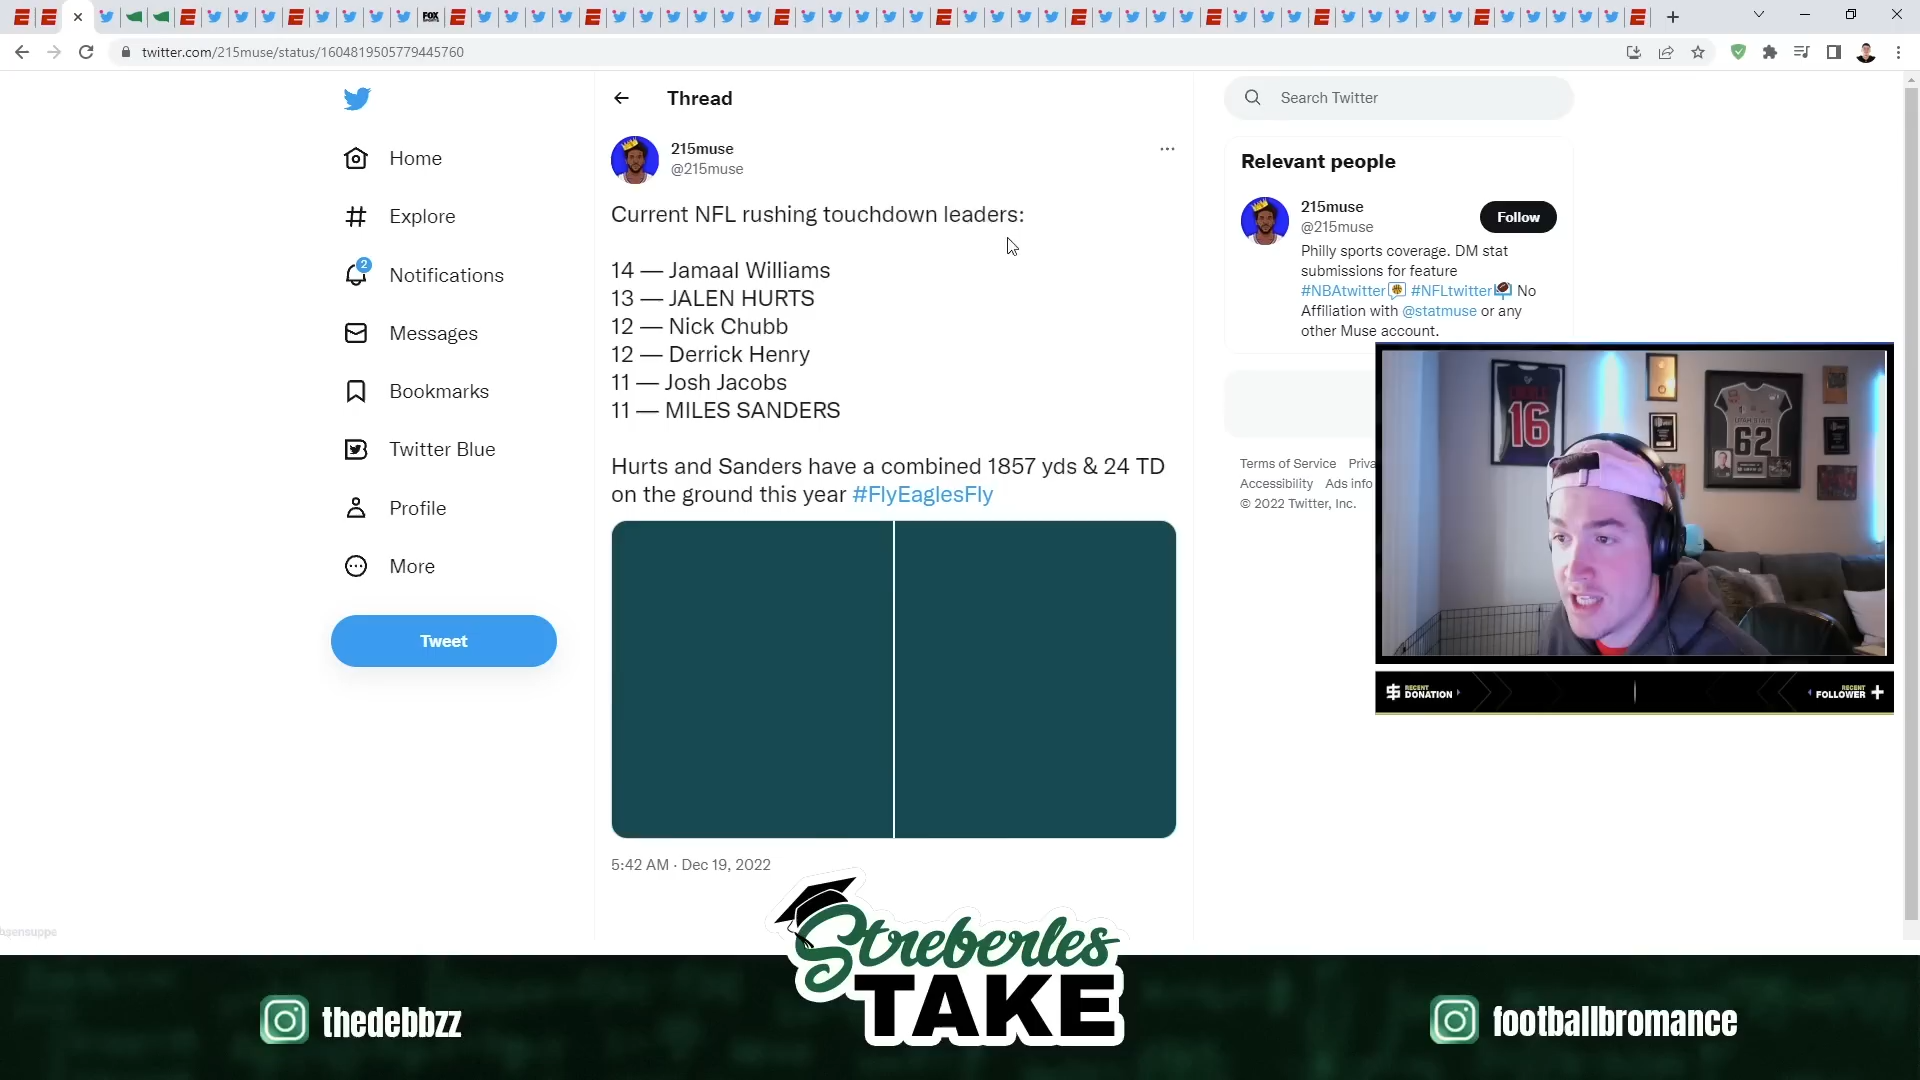 FOX
twitter.com/215muse/status/1604819505779445760
Thread
Search Twitter
Home
Explore
2
Notifications
Messages
Bookmarks
Twitter Blue
Profile
More
Tweet
215muse
@215muse
Current NFL rushing touchdown leaders:
14 — Jamaal Williams
13 — JALEN HURTS
12 — Nick Chubb
12 — Derrick Henry
11 — Josh Jacobs
11 — MILES SANDERS
Hurts and Sanders have a combined 1857 yds & 24 TD
on the ground this year #FlyEaglesFly
5:42 AM · Dec 19, 2022
Relevant people
215muse
@215muse
Follow
Philly sports coverage. DM stat
submissions for feature
#NBAtwitter #NFLtwitter No
Affiliation with @statmuse or any
other Muse account.
Terms of Service Priva
Accessibility Ads info
© 2022 Twitter, Inc.
16
62
RECENT DONATION
RECENT FOLLOWER
Streberles
TAKE
thedebbzz
footballbromance